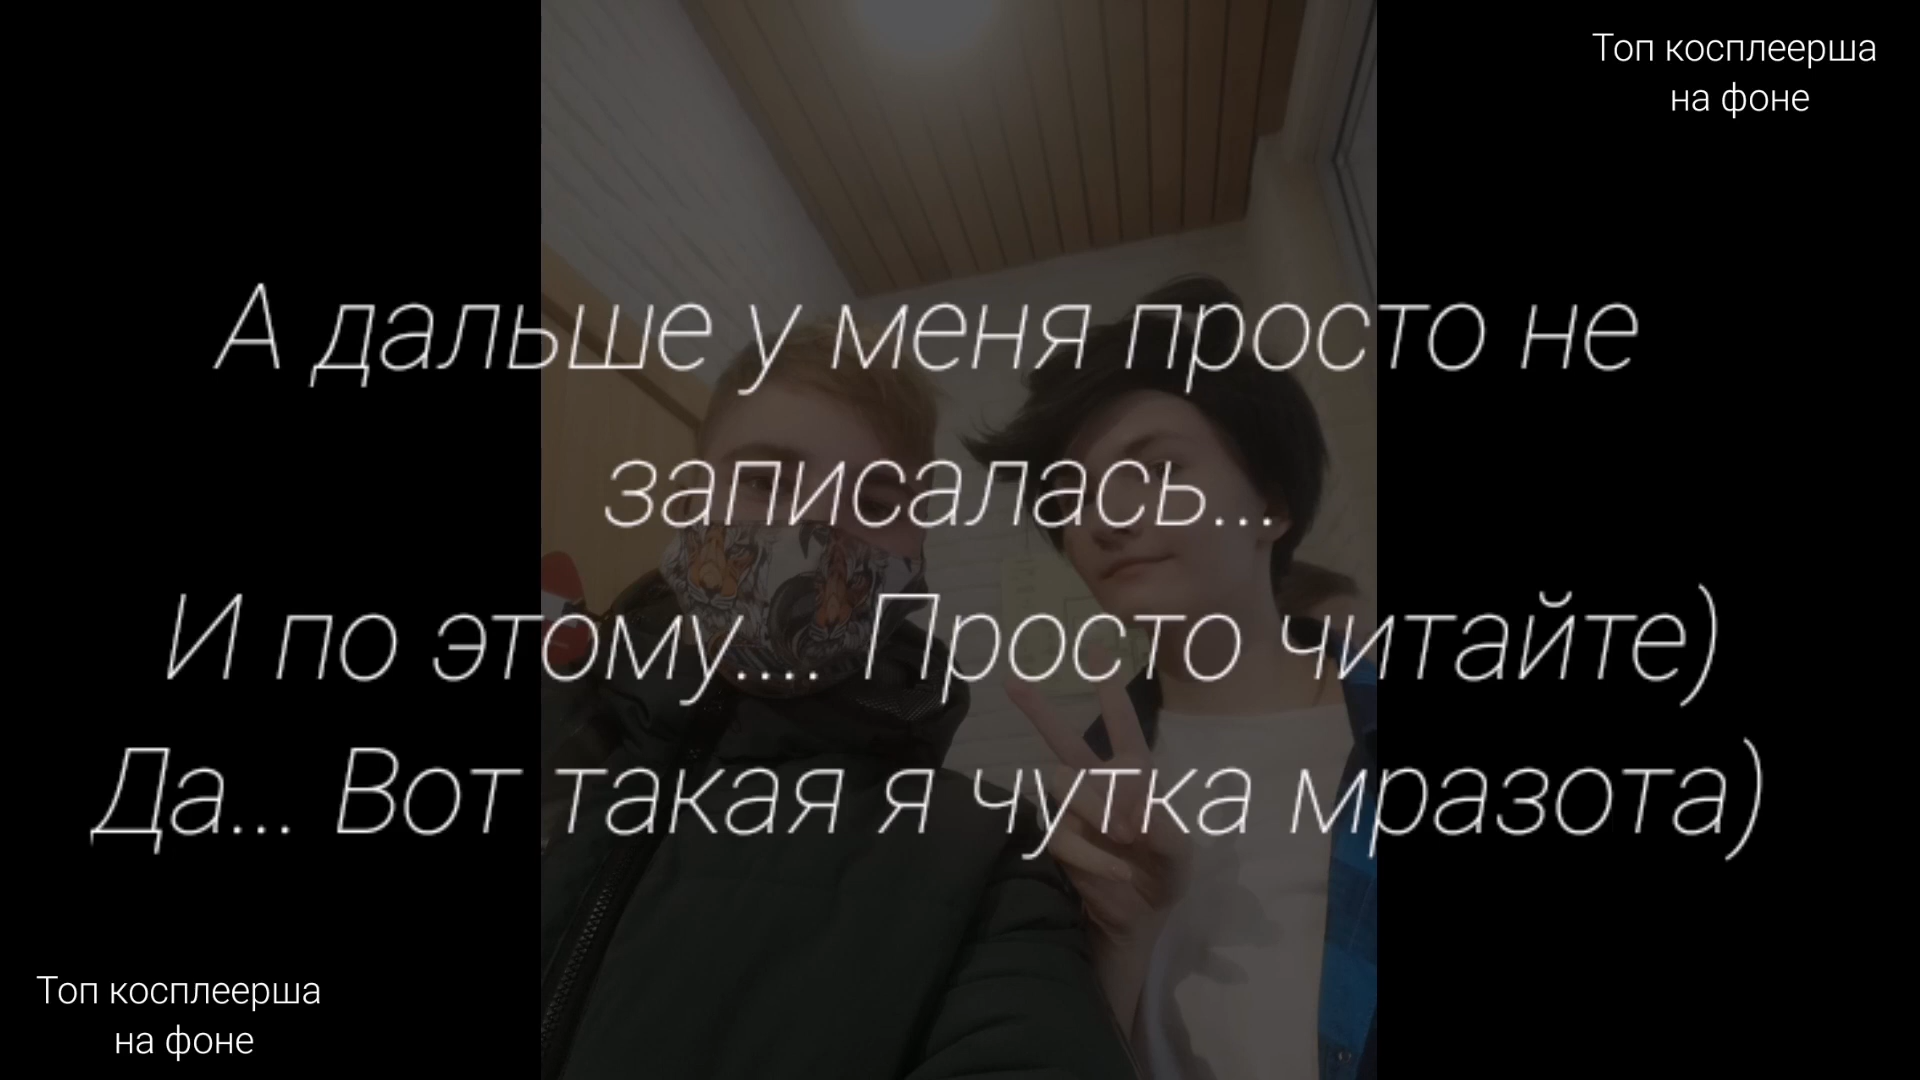 Топ косплеерша
на фоне
А дальше у меня просто не
записалась...
И по этому.... Просто читайте)
Да... Вот такая я чутка мразота)
Топ косплеерша
на фоне